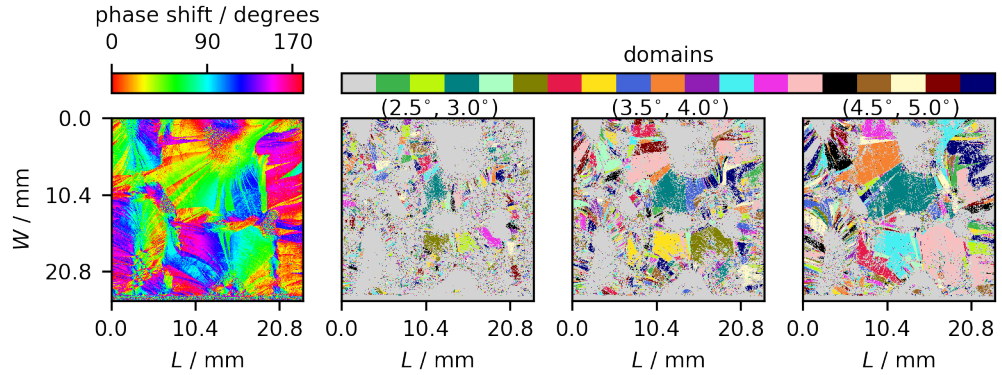 phase shift / degrees
0 90 170
domains
(2.5°, 3.0°) (3.5°, 4.0°) (4.5°, 5.0°)
W / mm
0.0
10.4
20.8
0.0 10.4 20.8 0.0 10.4 20.8 0.0 10.4 20.8 0.0 10.4 20.8
L / mm L / mm L / mm L / mm